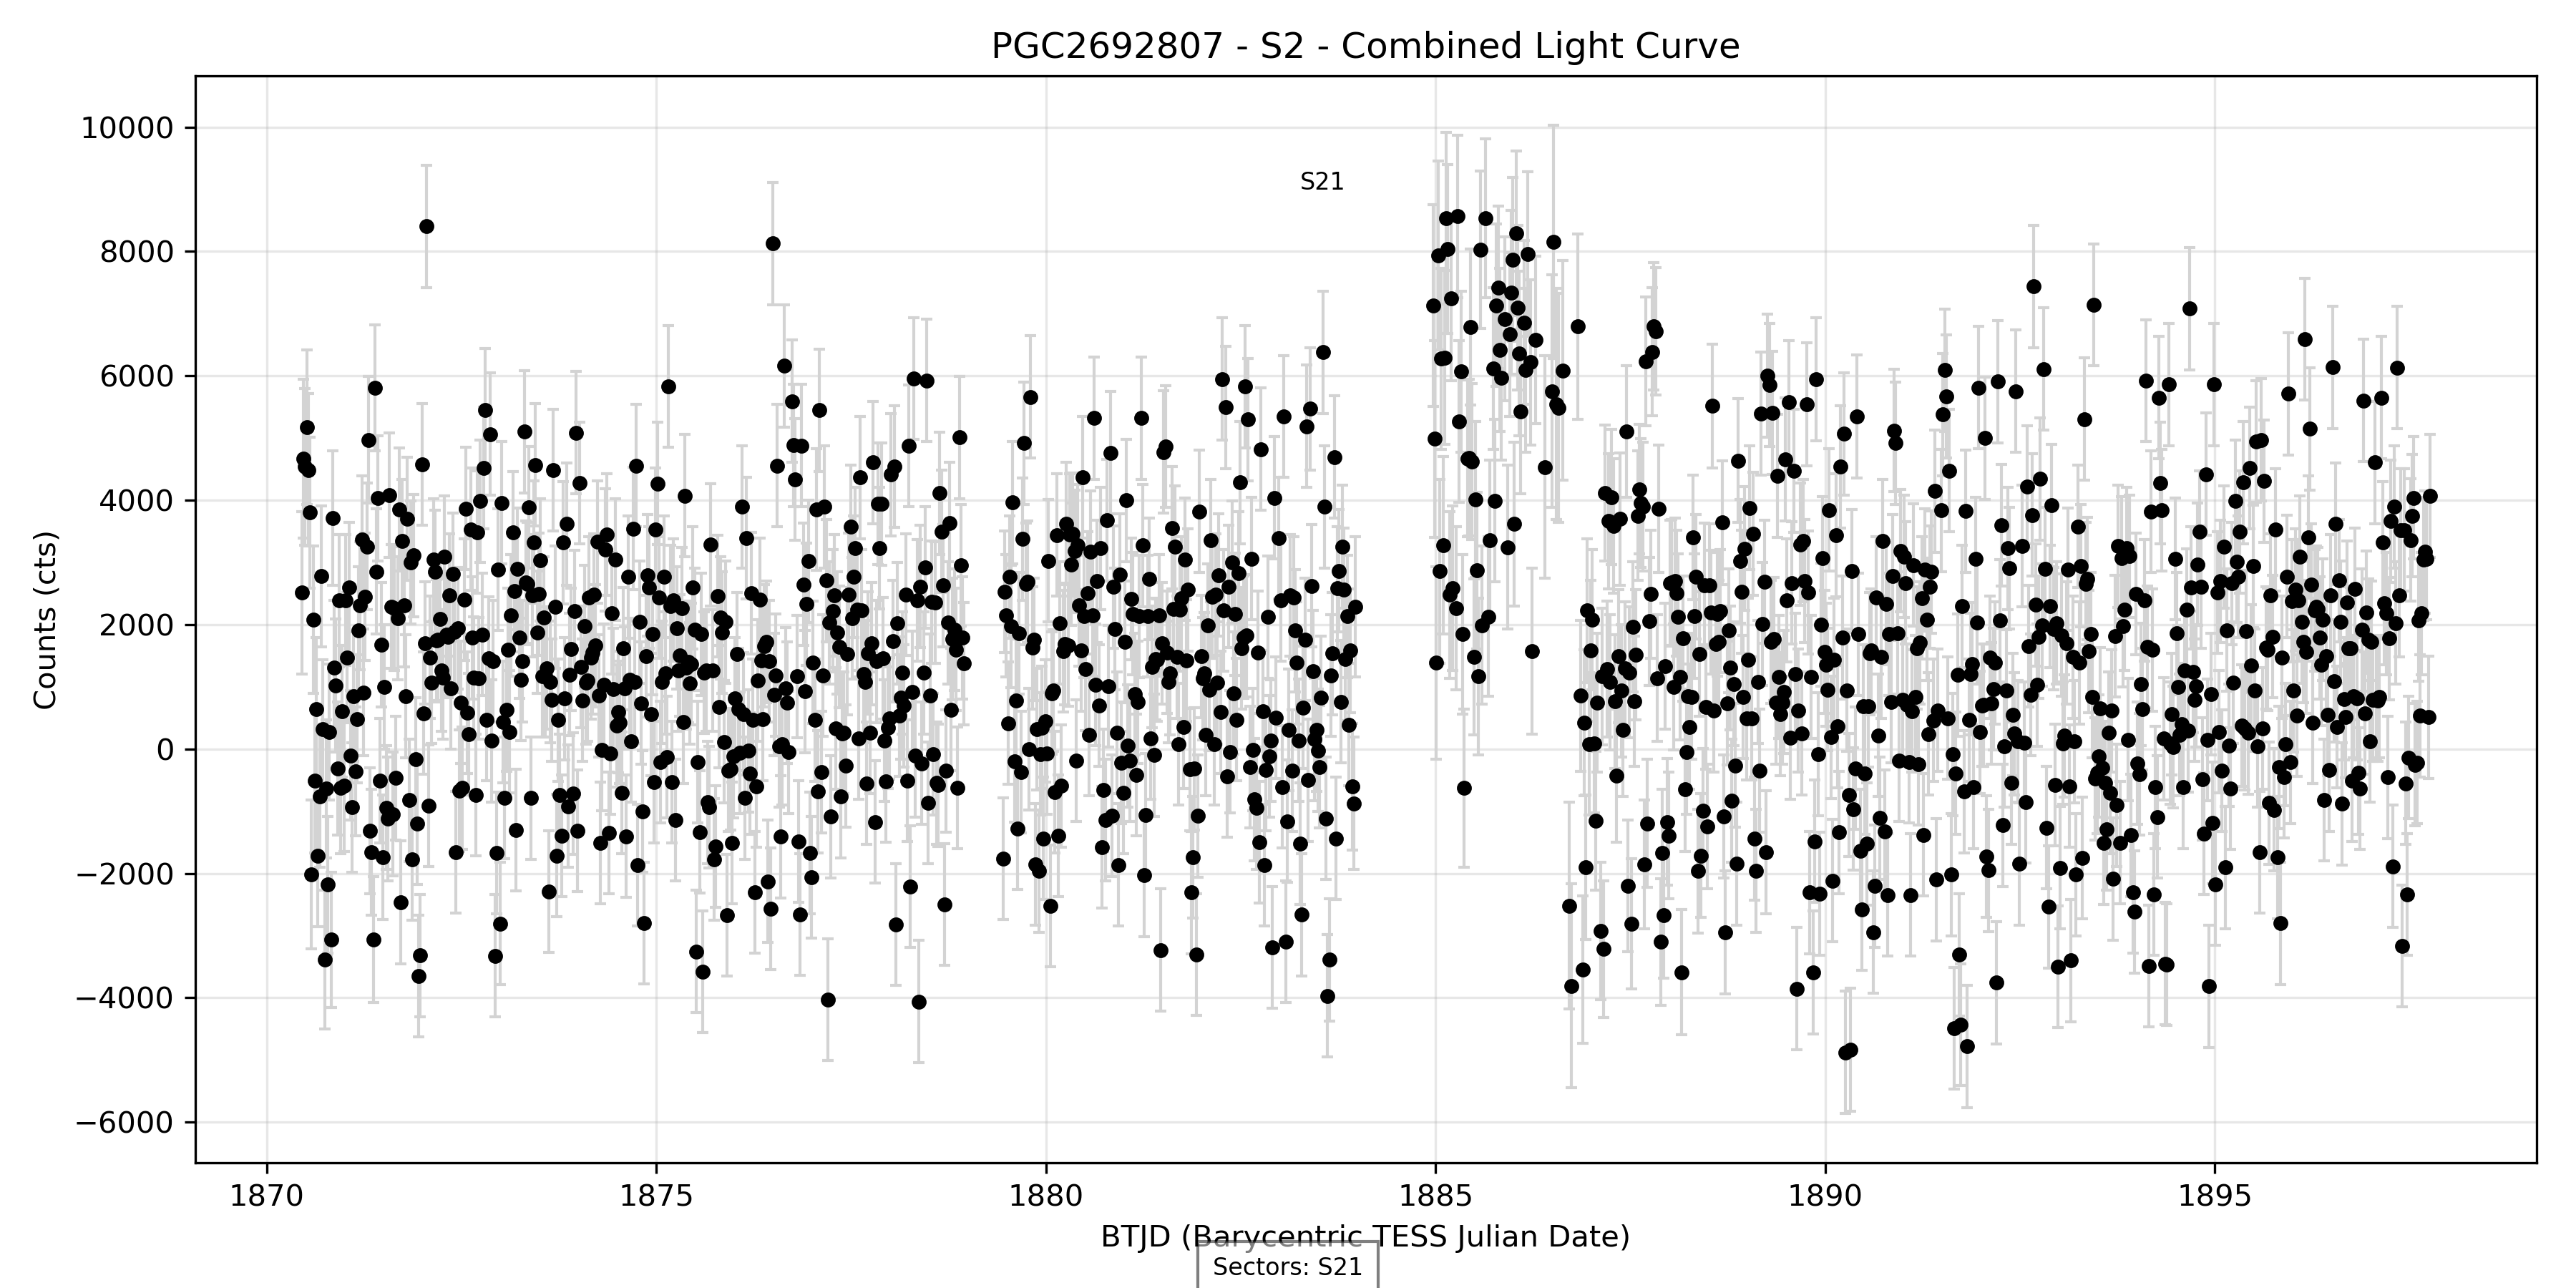 PGC2692807 - S2 - Combined Light Curve
10000
8000
6000
4000
2000
0
−2000
−4000
−6000
Counts (cts)
S21
1870 1875 1880 1885 1890 1895
BTJD (Barycentric TESS Julian Date)
Sectors: S21